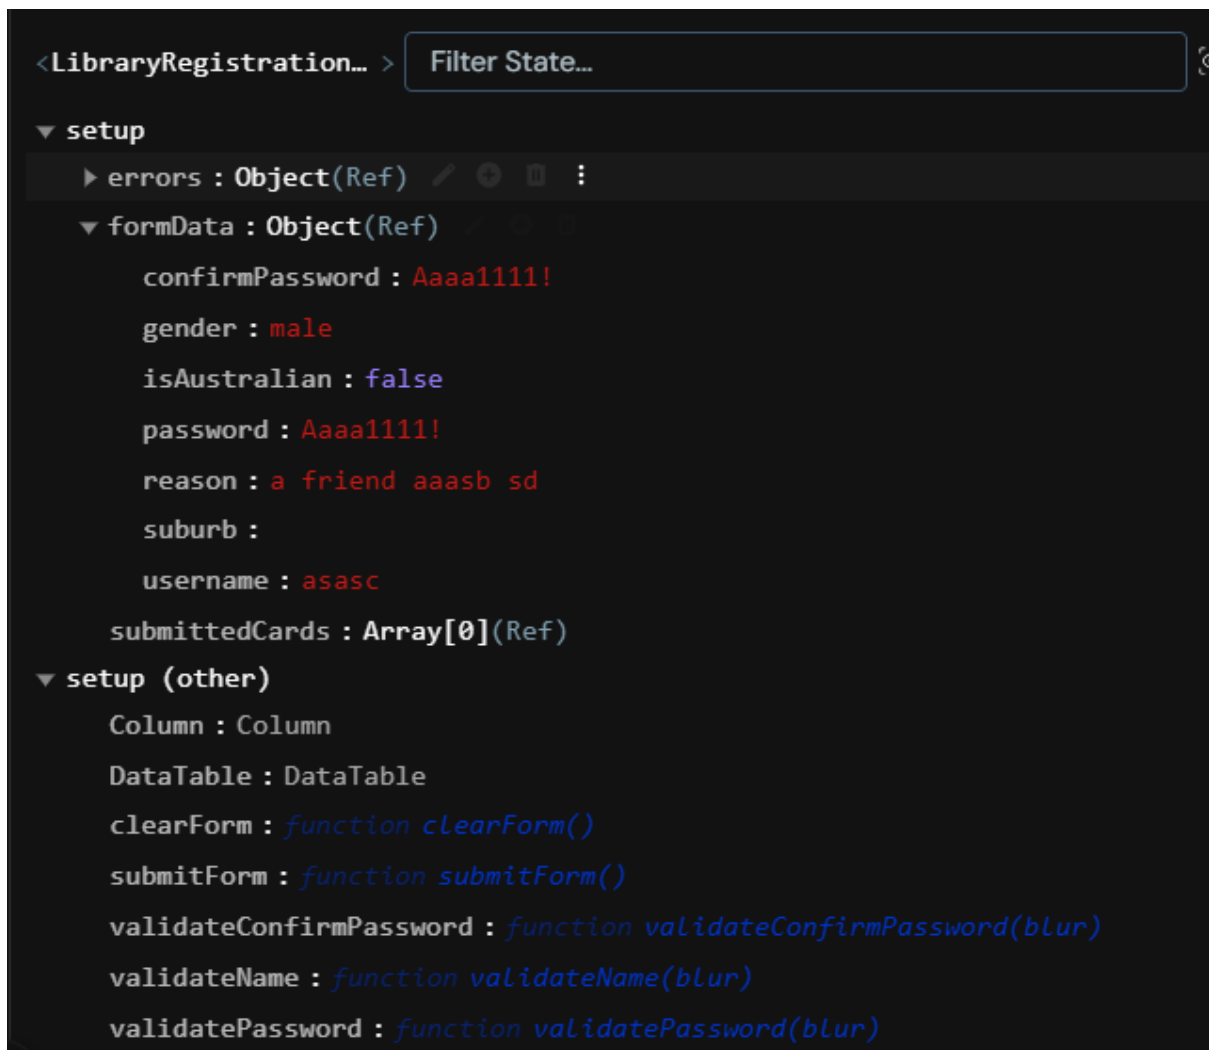 <LibraryRegistration… > Filter State...
setup
errors : Object(Ref)
formData : Object(Ref)
confirmPassword : Aaaa1111!
gender : male
isAustralian : false
password : Aaaa1111!
reason : a friend aaasb sd
suburb :
username : asasc
submittedCards : Array[0](Ref)
setup (other)
Column : Column
DataTable : DataTable
clearForm : function clearForm()
submitForm : function submitForm()
validateConfirmPassword : function validateConfirmPassword(blur)
validateName : function validateName(blur)
validatePassword : function validatePassword(blur)